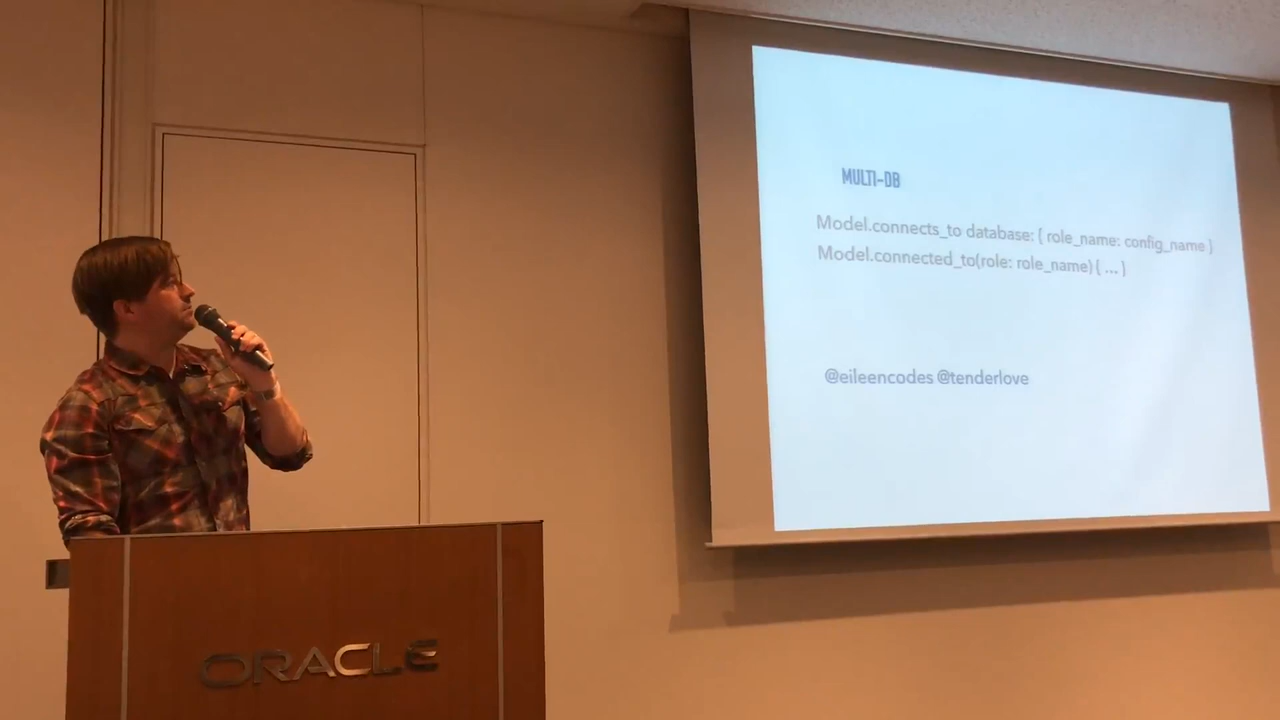 MULTI-DB
Model.connects_to database: { role_name: config_name }
Model.connected_to(role: role_name) { ... }
@eileencodes @tenderlove
ORACLE